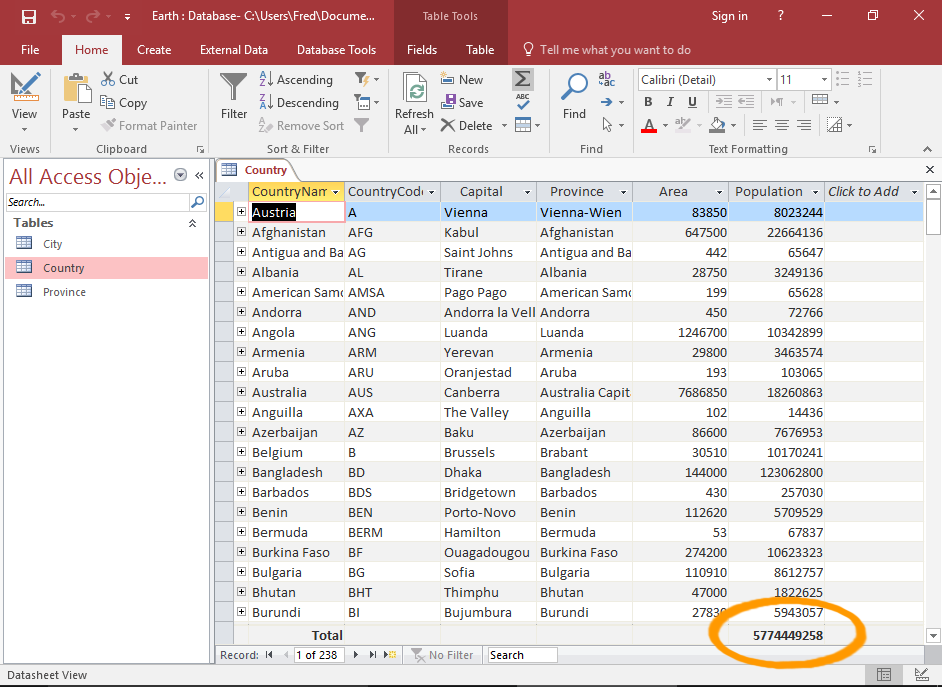 Earth : Database- C:\Users\Fred\Docume...
Table Tools
Sign in
?
File
Home
Create
External Data
Database Tools
Fields
Table
Tell me what you want to do
View
Views
Paste
Cut
Copy
Format Painter
Clipboard
Filter
Ascending
Descending
Remove Sort
Sort & Filter
Refresh
All
New
Save
Delete
Σ
ABC
Records
Find
ab
ac
Find
Calibri (Detail) 11
B I U
A ab
Text Formatting
All Access Obje...
Search...
Tables
City
Country
Province
Country
CountryNam CountryCode Capital Province Area Population Click to Add
Austria A Vienna Vienna-Wien 83850 8023244
Afghanistan AFG Kabul Afghanistan 647500 22664136
Antigua and Ba AG Saint Johns Antigua and Ba 442 65647
Albania AL Tirane Albania 28750 3249136
American Samo AMSA Pago Pago American Samo 199 65628
Andorra AND Andorra la Vell Andorra 450 72766
Angola ANG Luanda Luanda 1246700 10342899
Armenia ARM Yerevan Armenia 29800 3463574
Aruba ARU Oranjestad Aruba 193 103065
Australia AUS Canberra Australia Capit 7686850 18260863
Anguilla AXA The Valley Anguilla 102 14436
Azerbaijan AZ Baku Azerbaijan 86600 7676953
Belgium B Brussels Brabant 30510 10170241
Bangladesh BD Dhaka Bangladesh 144000 123062800
Barbados BDS Bridgetown Barbados 430 257030
Benin BEN Porto-Novo Benin 112620 5709529
Bermuda BERM Hamilton Bermuda 53 67837
Burkina Faso BF Ouagadougou Burkina Faso 274200 10623323
Bulgaria BG Sofia Bulgaria 110910 8612757
Bhutan BHT Thimphu Bhutan 47000 1822625
Burundi BI Bujumbura Burundi 27830 5943057
Total 5774449258
Record: 1 of 238 No Filter Search
Datasheet View